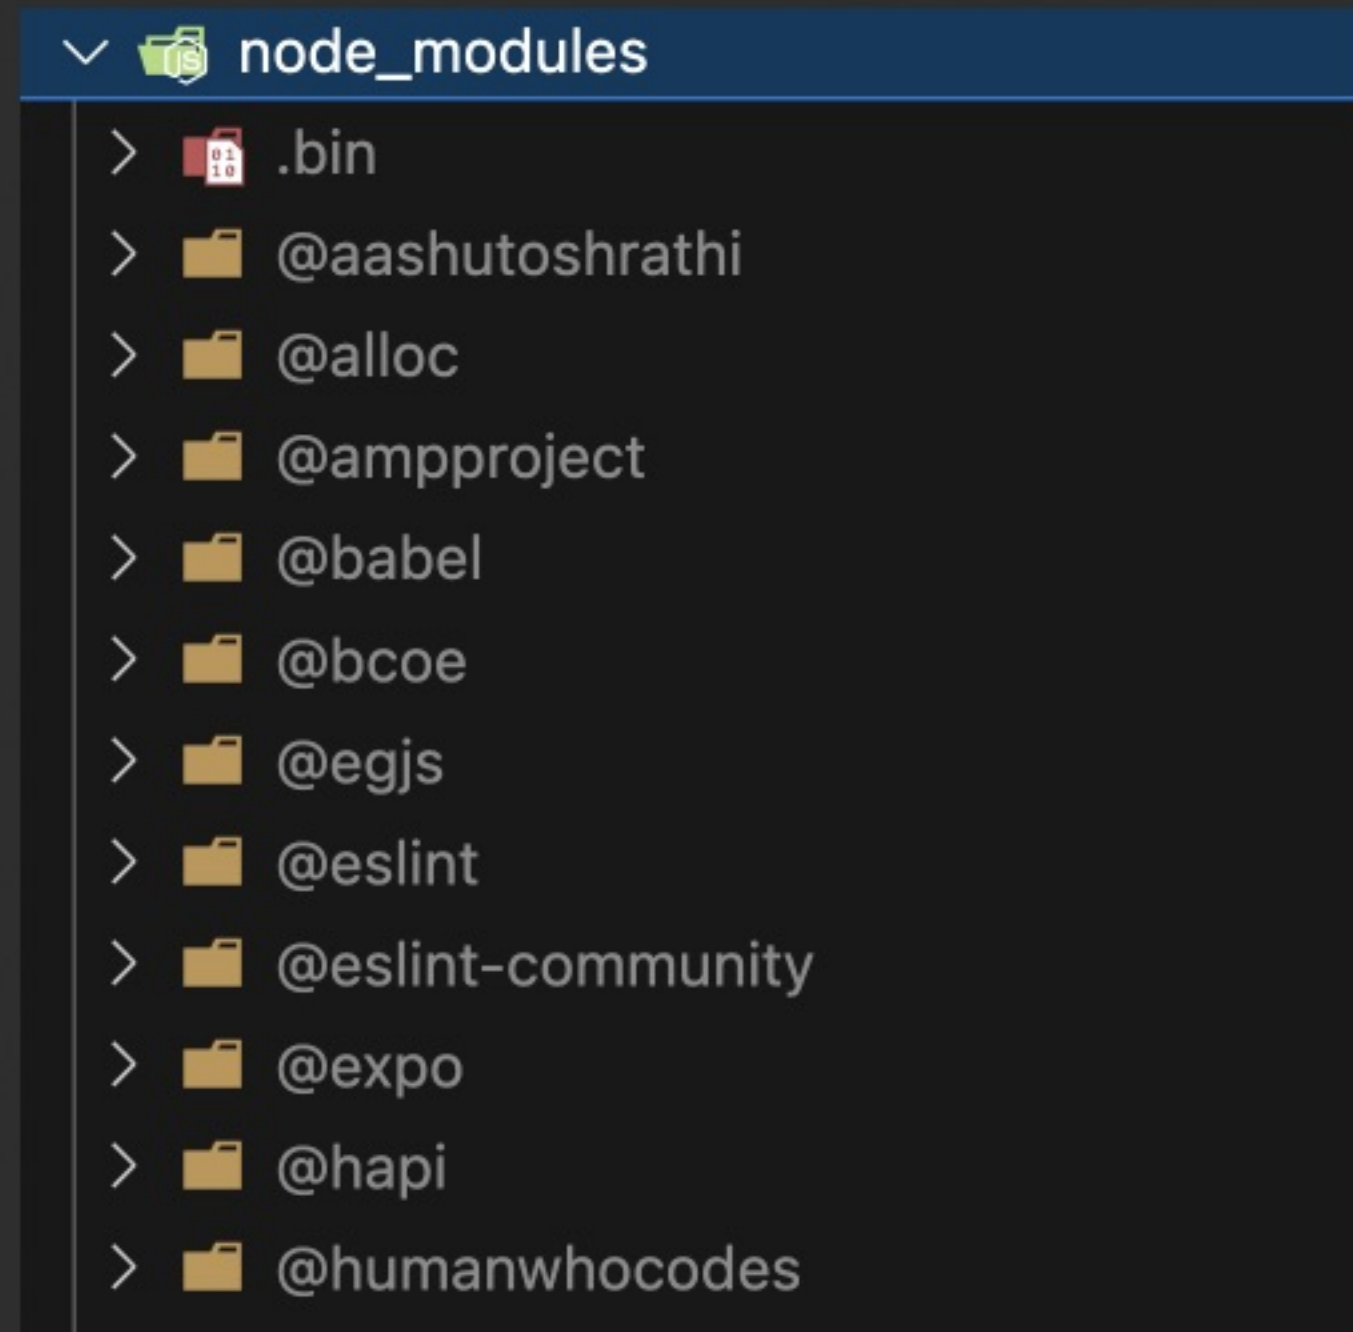 node_modules
.bin
@aashutoshrathi
@alloc
@ampproject
@babel
@bcoe
@egjs
@eslint
@eslint-community
@expo
@hapi
@humanwhocodes